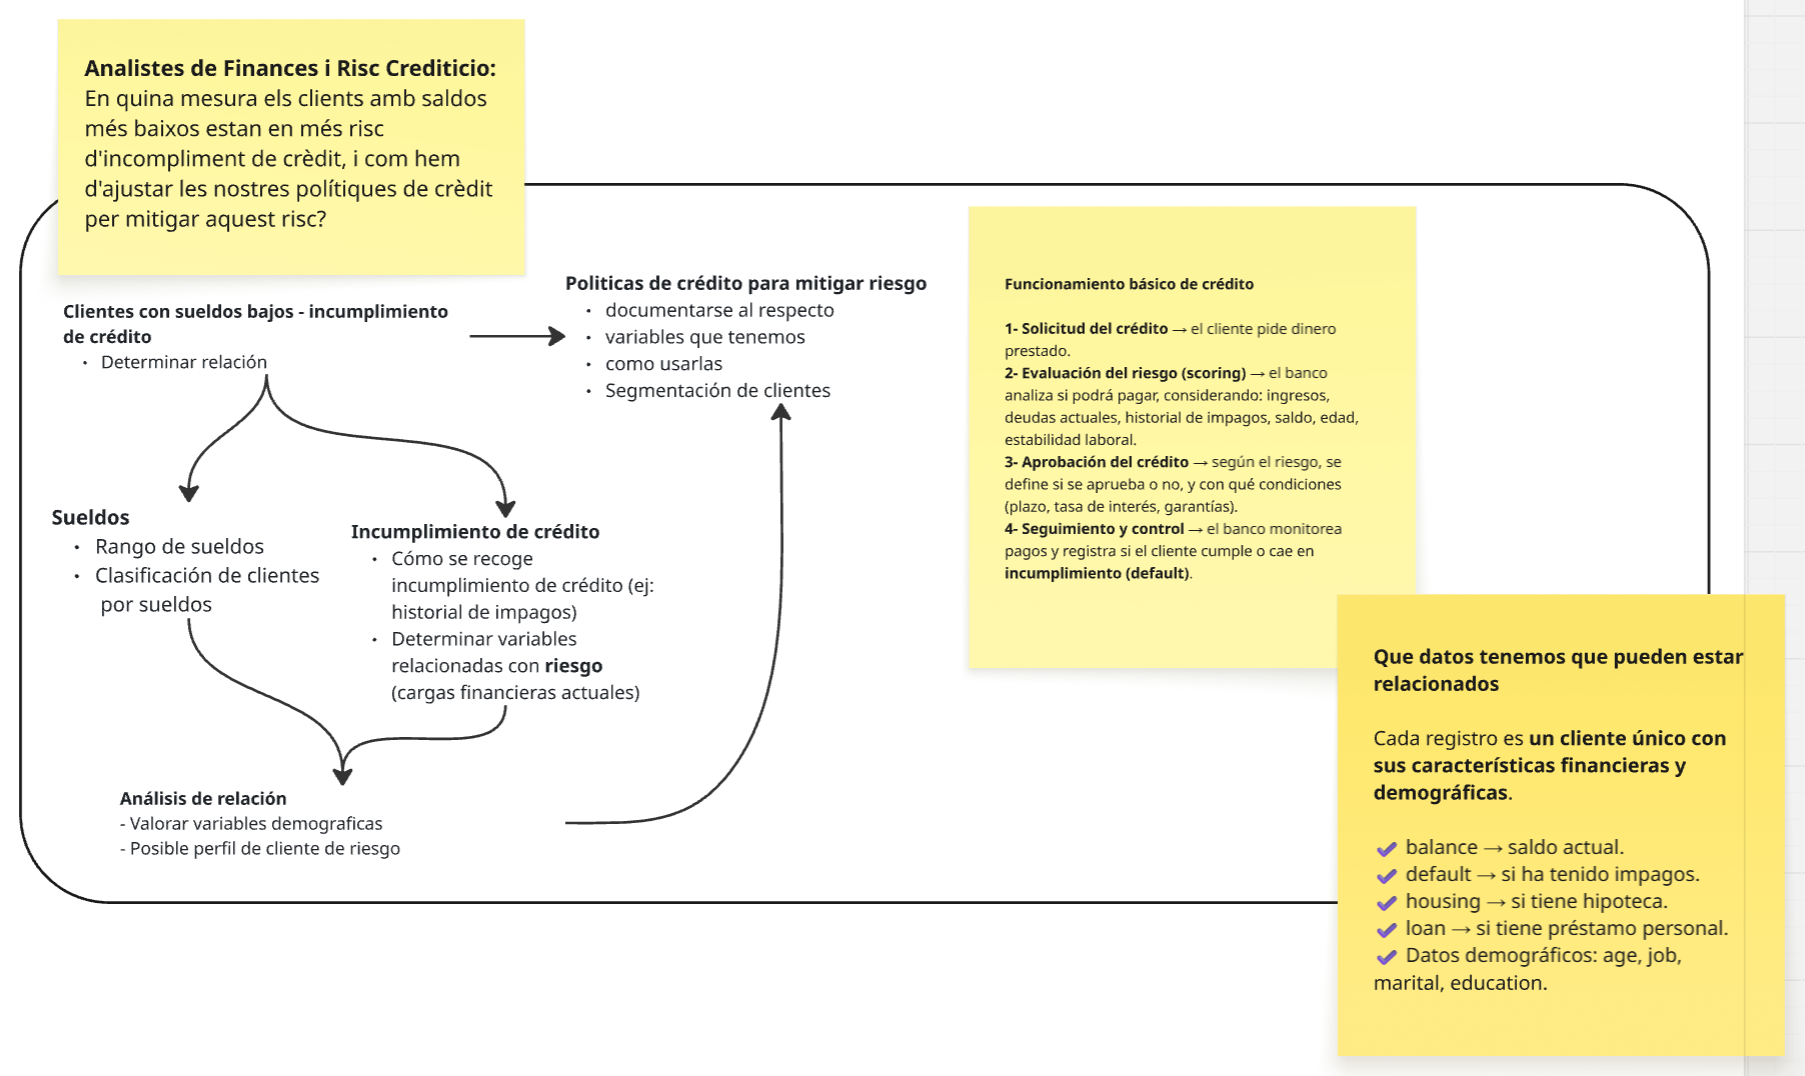 Analistes de Finances i Risc Crediticio:
En quina mesura els clients amb saldos
més baixos estan en més risc
d'incompliment de crèdit, i com hem
d'ajustar les nostres polítiques de crèdit
per mitigar aquest risc?
Clientes con sueldos bajos - incumplimiento
de crédito
• Determinar relación
Politicas de crédito para mitigar riesgo
• documentarse al respecto
• variables que tenemos
• como usarlas
• Segmentación de clientes
Sueldos
• Rango de sueldos
• Clasificación de clientes
por sueldos
Incumplimiento de crédito
• Cómo se recoge
incumplimiento de crédito (ej:
historial de impagos)
• Determinar variables
relacionadas con riesgo
(cargas financieras actuales)
Análisis de relación
- Valorar variables demograficas
- Posible perfil de cliente de riesgo
Funcionamiento básico de crédito
1- Solicitud del crédito → el cliente pide dinero
prestado.
2- Evaluación del riesgo (scoring) → el banco
analiza si podrá pagar, considerando: ingresos,
deudas actuales, historial de impagos, saldo, edad,
estabilidad laboral.
3- Aprobación del crédito → según el riesgo, se
define si se aprueba o no, y con qué condiciones
(plazo, tasa de interés, garantías).
4- Seguimiento y control → el banco monitorea
pagos y registra si el cliente cumple o cae en
incumplimiento (default).
Que datos tenemos que pueden estar
relacionados
Cada registro es un cliente único con
sus características financieras y
demográficas.
✔ balance → saldo actual.
✔ default → si ha tenido impagos.
✔ housing → si tiene hipoteca.
✔ loan → si tiene préstamo personal.
✔ Datos demográficos: age, job,
marital, education.